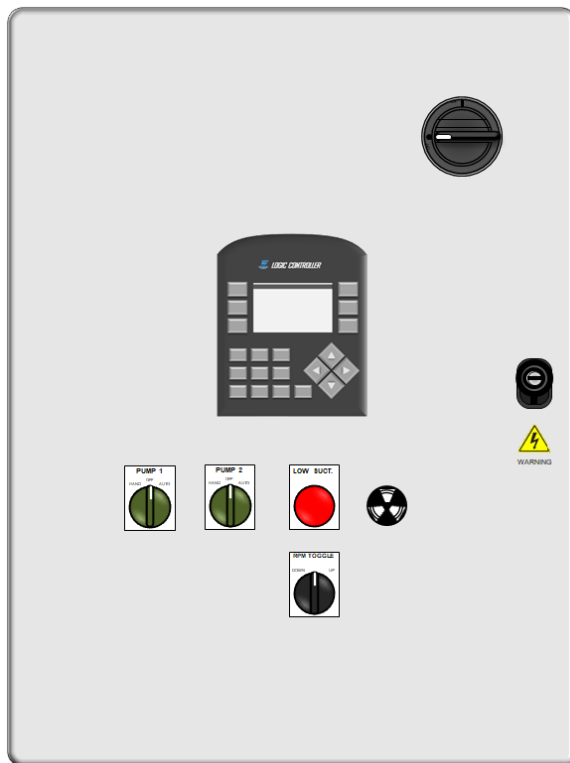 LOGIC CONTROLLER
WARNING
PUMP 1
HAND OFF AUTO
PUMP 2
HAND OFF AUTO
LOW SUCT.
RPM TOGGLE
DOWN UP